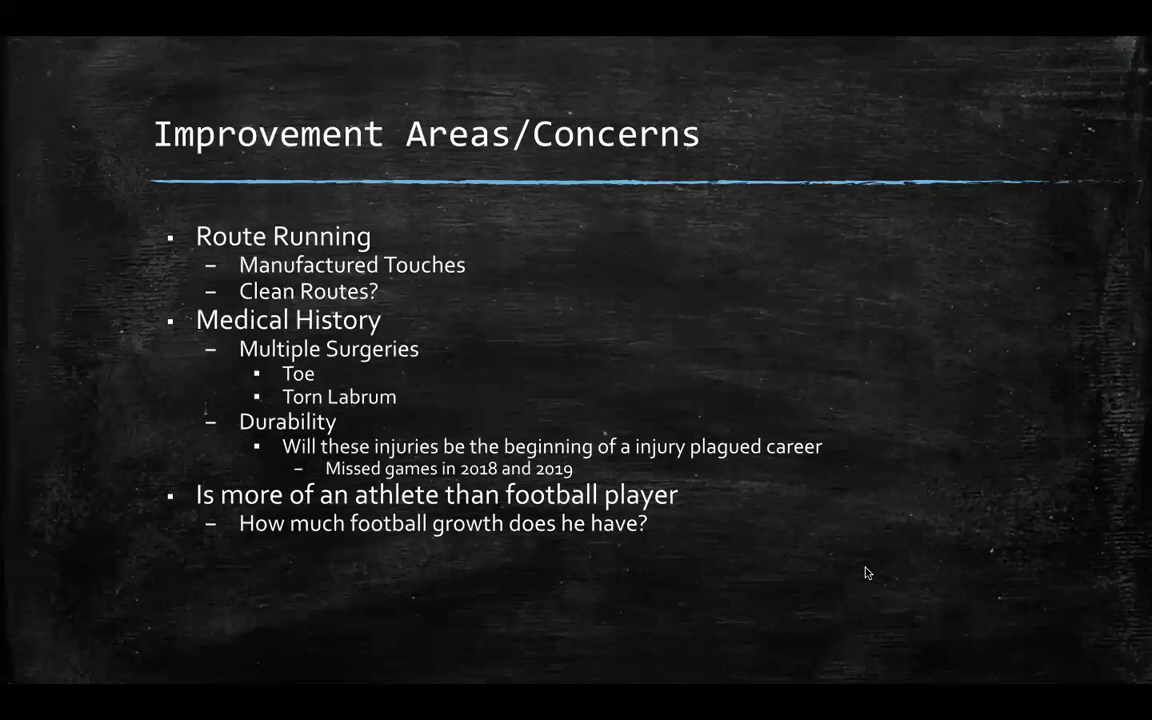 Improvement Areas/Concerns
▪ Route Running
– Manufactured Touches
– Clean Routes?
▪ Medical History
– Multiple Surgeries
▪ Toe
▪ Torn Labrum
– Durability
▪ Will these injuries be the beginning of a injury plagued career
– Missed games in 2018 and 2019
▪ Is more of an athlete than football player
– How much football growth does he have?